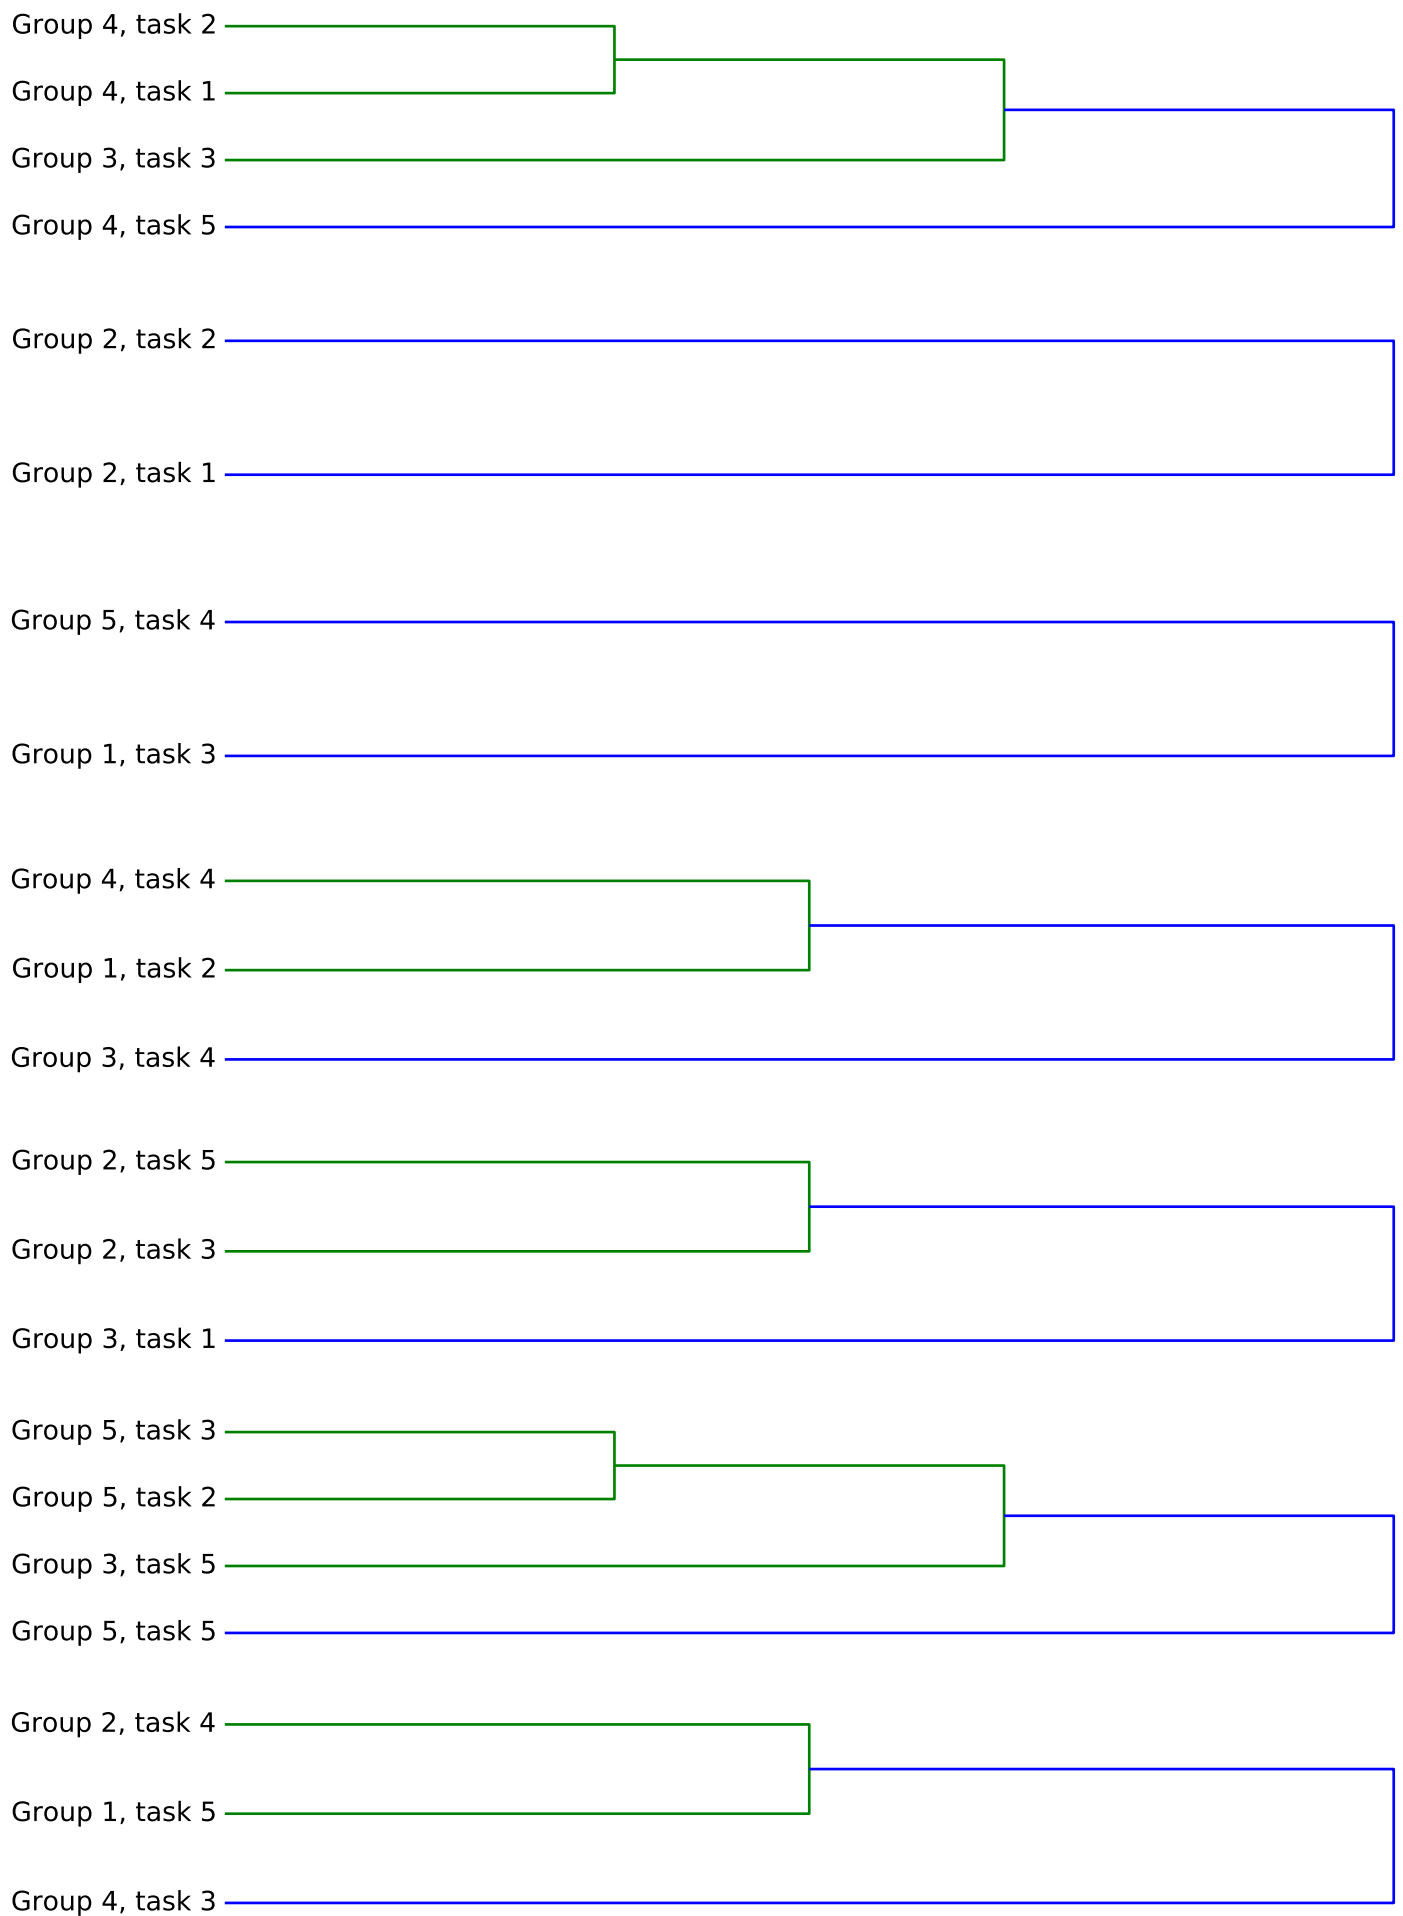 Group 4, task 2
Group 4, task 1
Group 3, task 3
Group 4, task 5
Group 2, task 2
Group 2, task 1
Group 5, task 4
Group 1, task 3
Group 4, task 4
Group 1, task 2
Group 3, task 4
Group 2, task 5
Group 2, task 3
Group 3, task 1
Group 5, task 3
Group 5, task 2
Group 3, task 5
Group 5, task 5
Group 2, task 4
Group 1, task 5
Group 4, task 3